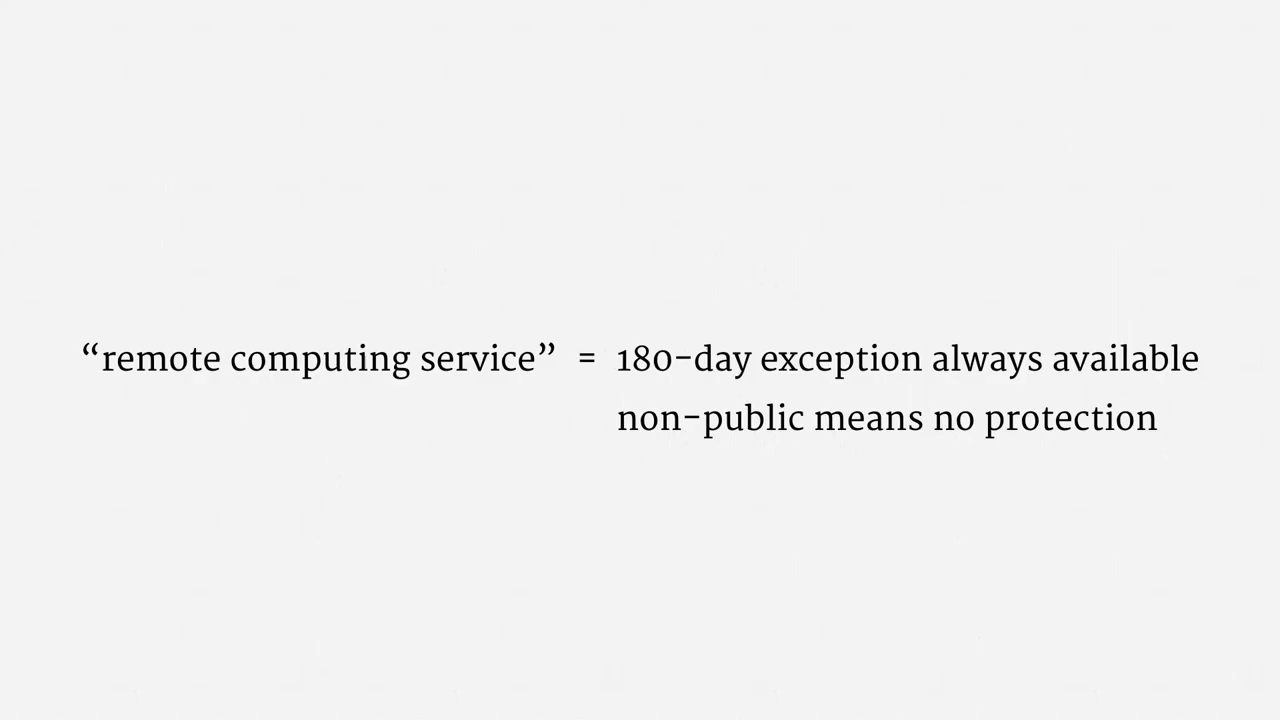 “remote computing service” = 180-day exception always available
non-public means no protection